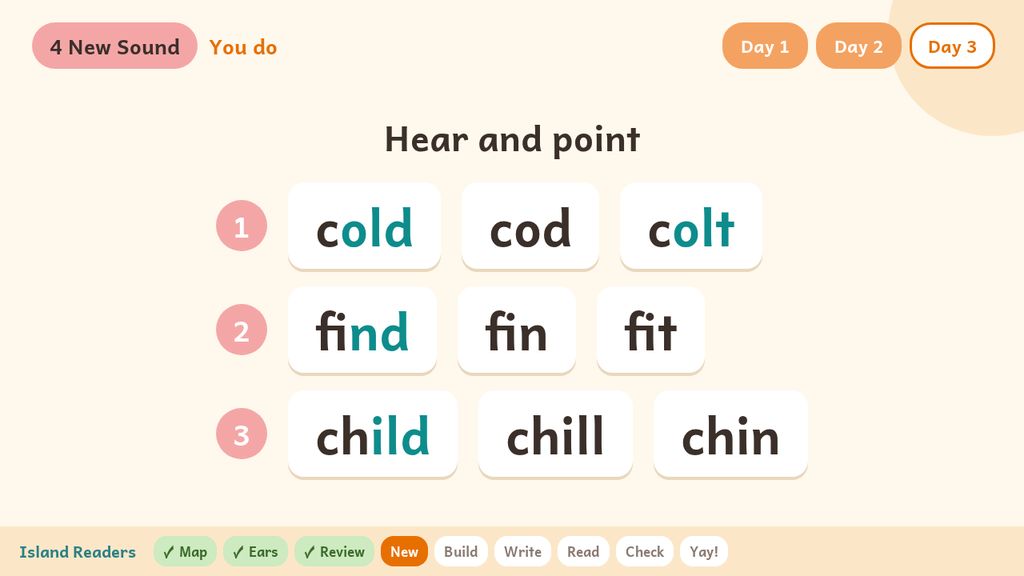 4 New Sound You do Day 1 Day 2 Day 3
Hear and point
1 cold cod colt
2 find fin fit
3 child chill chin
Island Readers ✓ Map ✓ Ears ✓ Review New Build Write Read Check Yay!